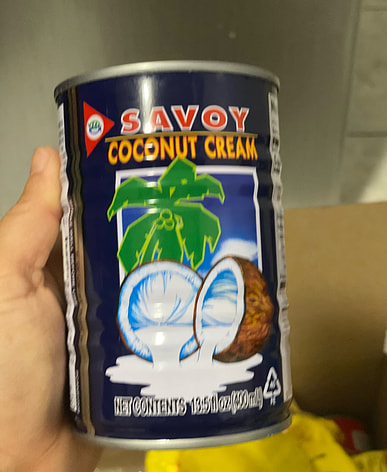 SAVOY
COCONUT CREAM
NET CONTENTS 13.5 fl oz (400 ml)